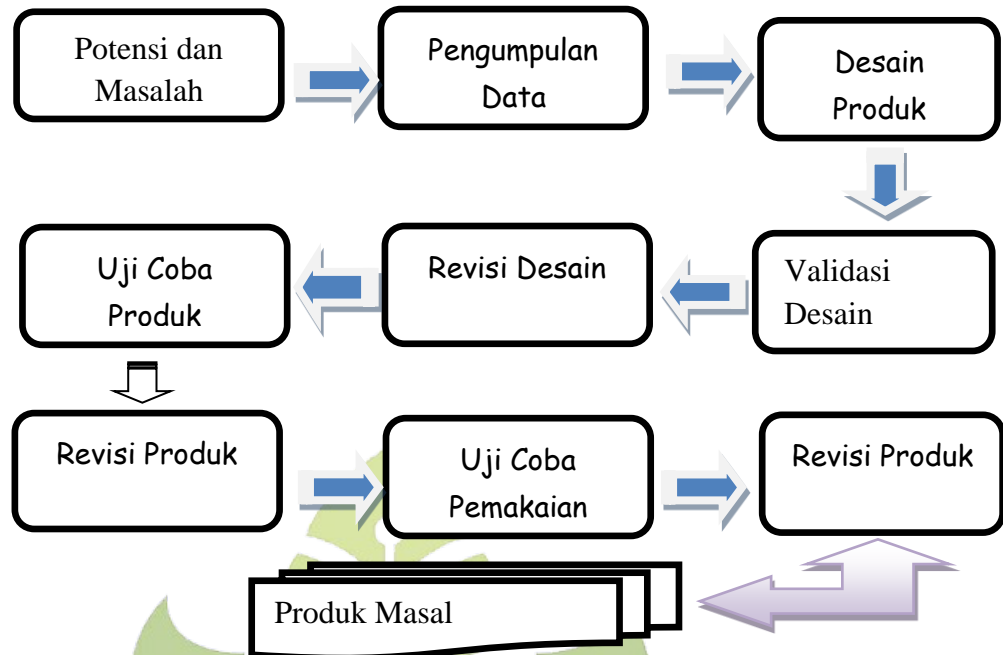 Potensi dan
Masalah
Pengumpulan
Data
Desain
Produk
Uji Coba
Produk
Revisi Desain
Validasi
Desain
Revisi Produk
Uji Coba
Pemakaian
Revisi Produk
Produk Masal